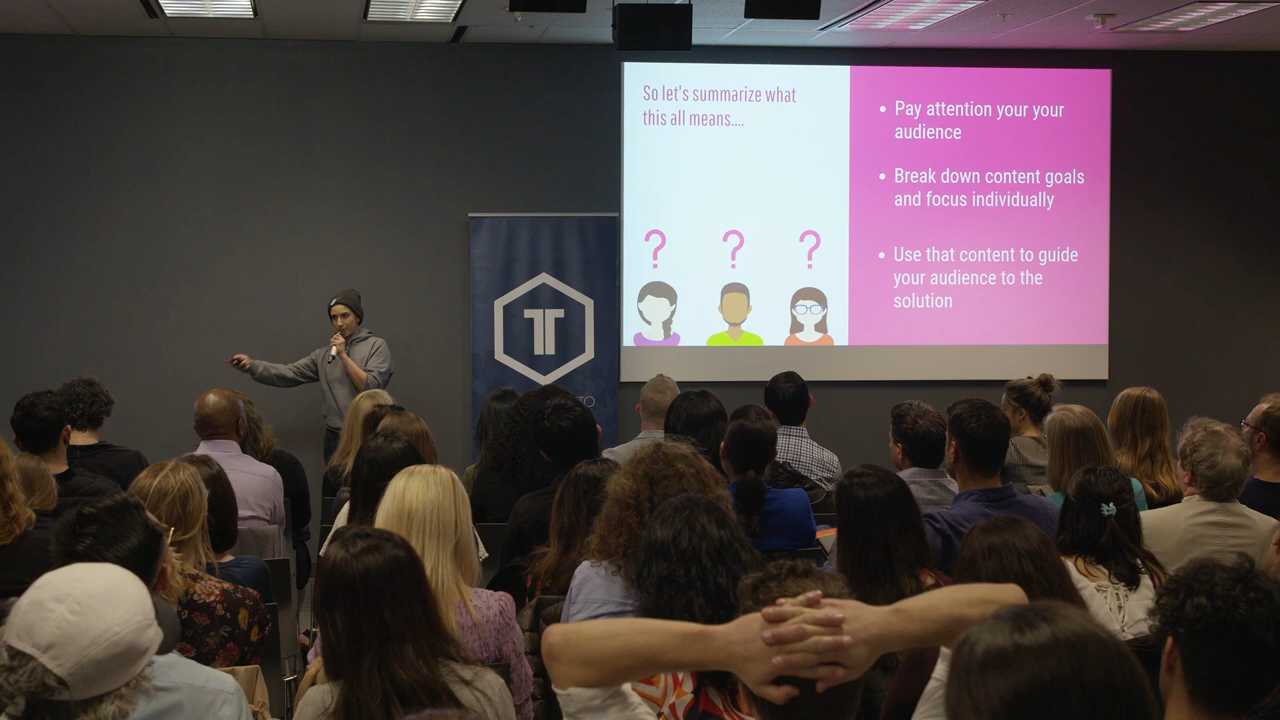 So let's summarize what
this all means....
? ? ?
• Pay attention your your
audience
• Break down content goals
and focus individually
• Use that content to guide
your audience to the
solution